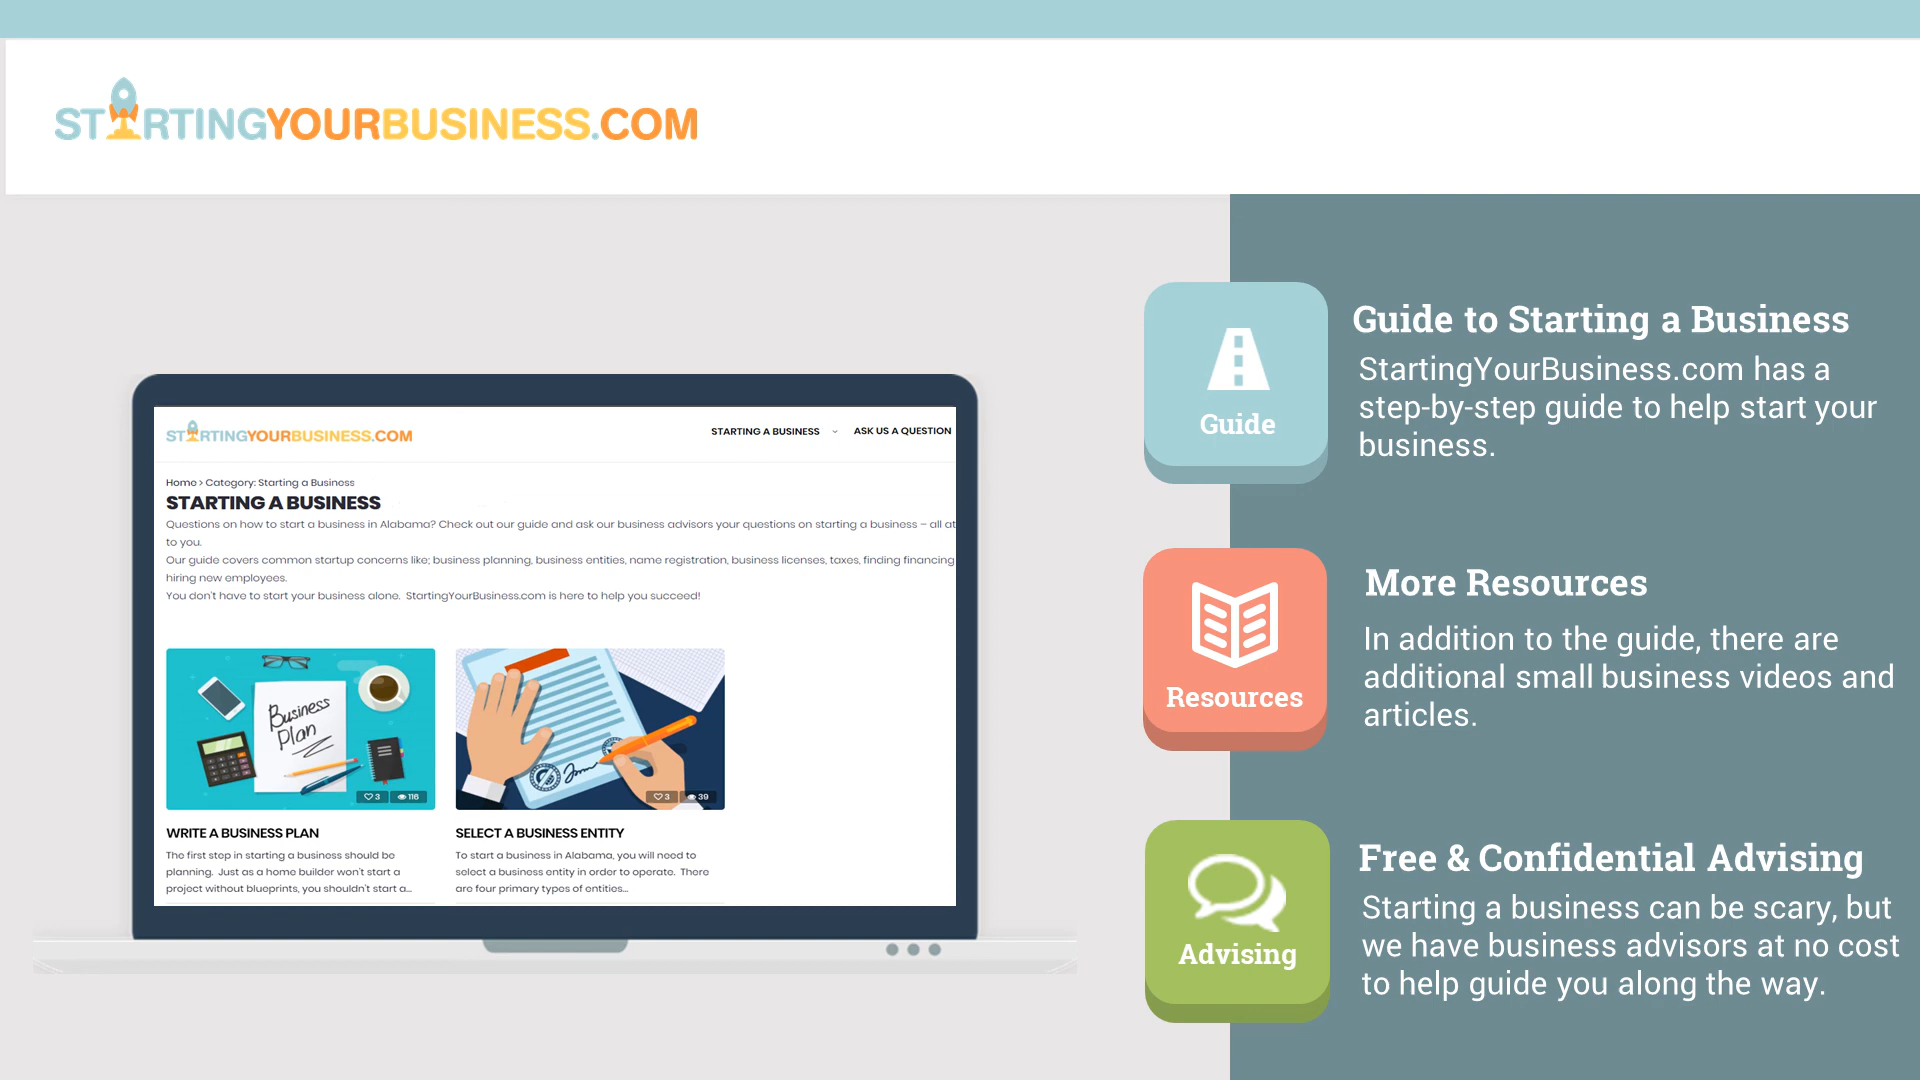 STARTINGYOURBUSINESS.COM
STARTINGYOURBUSINESS.COM
STARTING A BUSINESS
ASK US A QUESTION
Home > Category: Starting a Business
STARTING A BUSINESS
Questions on how to start a business in Alabama? Check out our guide and ask our business advisors your questions on starting a business – all at
to you.
Our guide covers common startup concerns like; business planning, business entities, name registration, business licenses, taxes, finding financing
hiring new employees.
You don't have to start your business alone. StartingYourBusiness.com is here to help you succeed!
Business
Plan
3
116
3
39
WRITE A BUSINESS PLAN
The first step in starting a business should be
planning. Just as a home builder won't start a
project without blueprints, you shouldn't start a...
SELECT A BUSINESS ENTITY
To start a business in Alabama, you will need to
select a business entity in order to operate. There
are four primary types of entities...
Guide
Guide to Starting a Business
StartingYourBusiness.com has a
step-by-step guide to help start your
business.
Resources
More Resources
In addition to the guide, there are
additional small business videos and
articles.
Advising
Free & Confidential Advising
Starting a business can be scary, but
we have business advisors at no cost
to help guide you along the way.